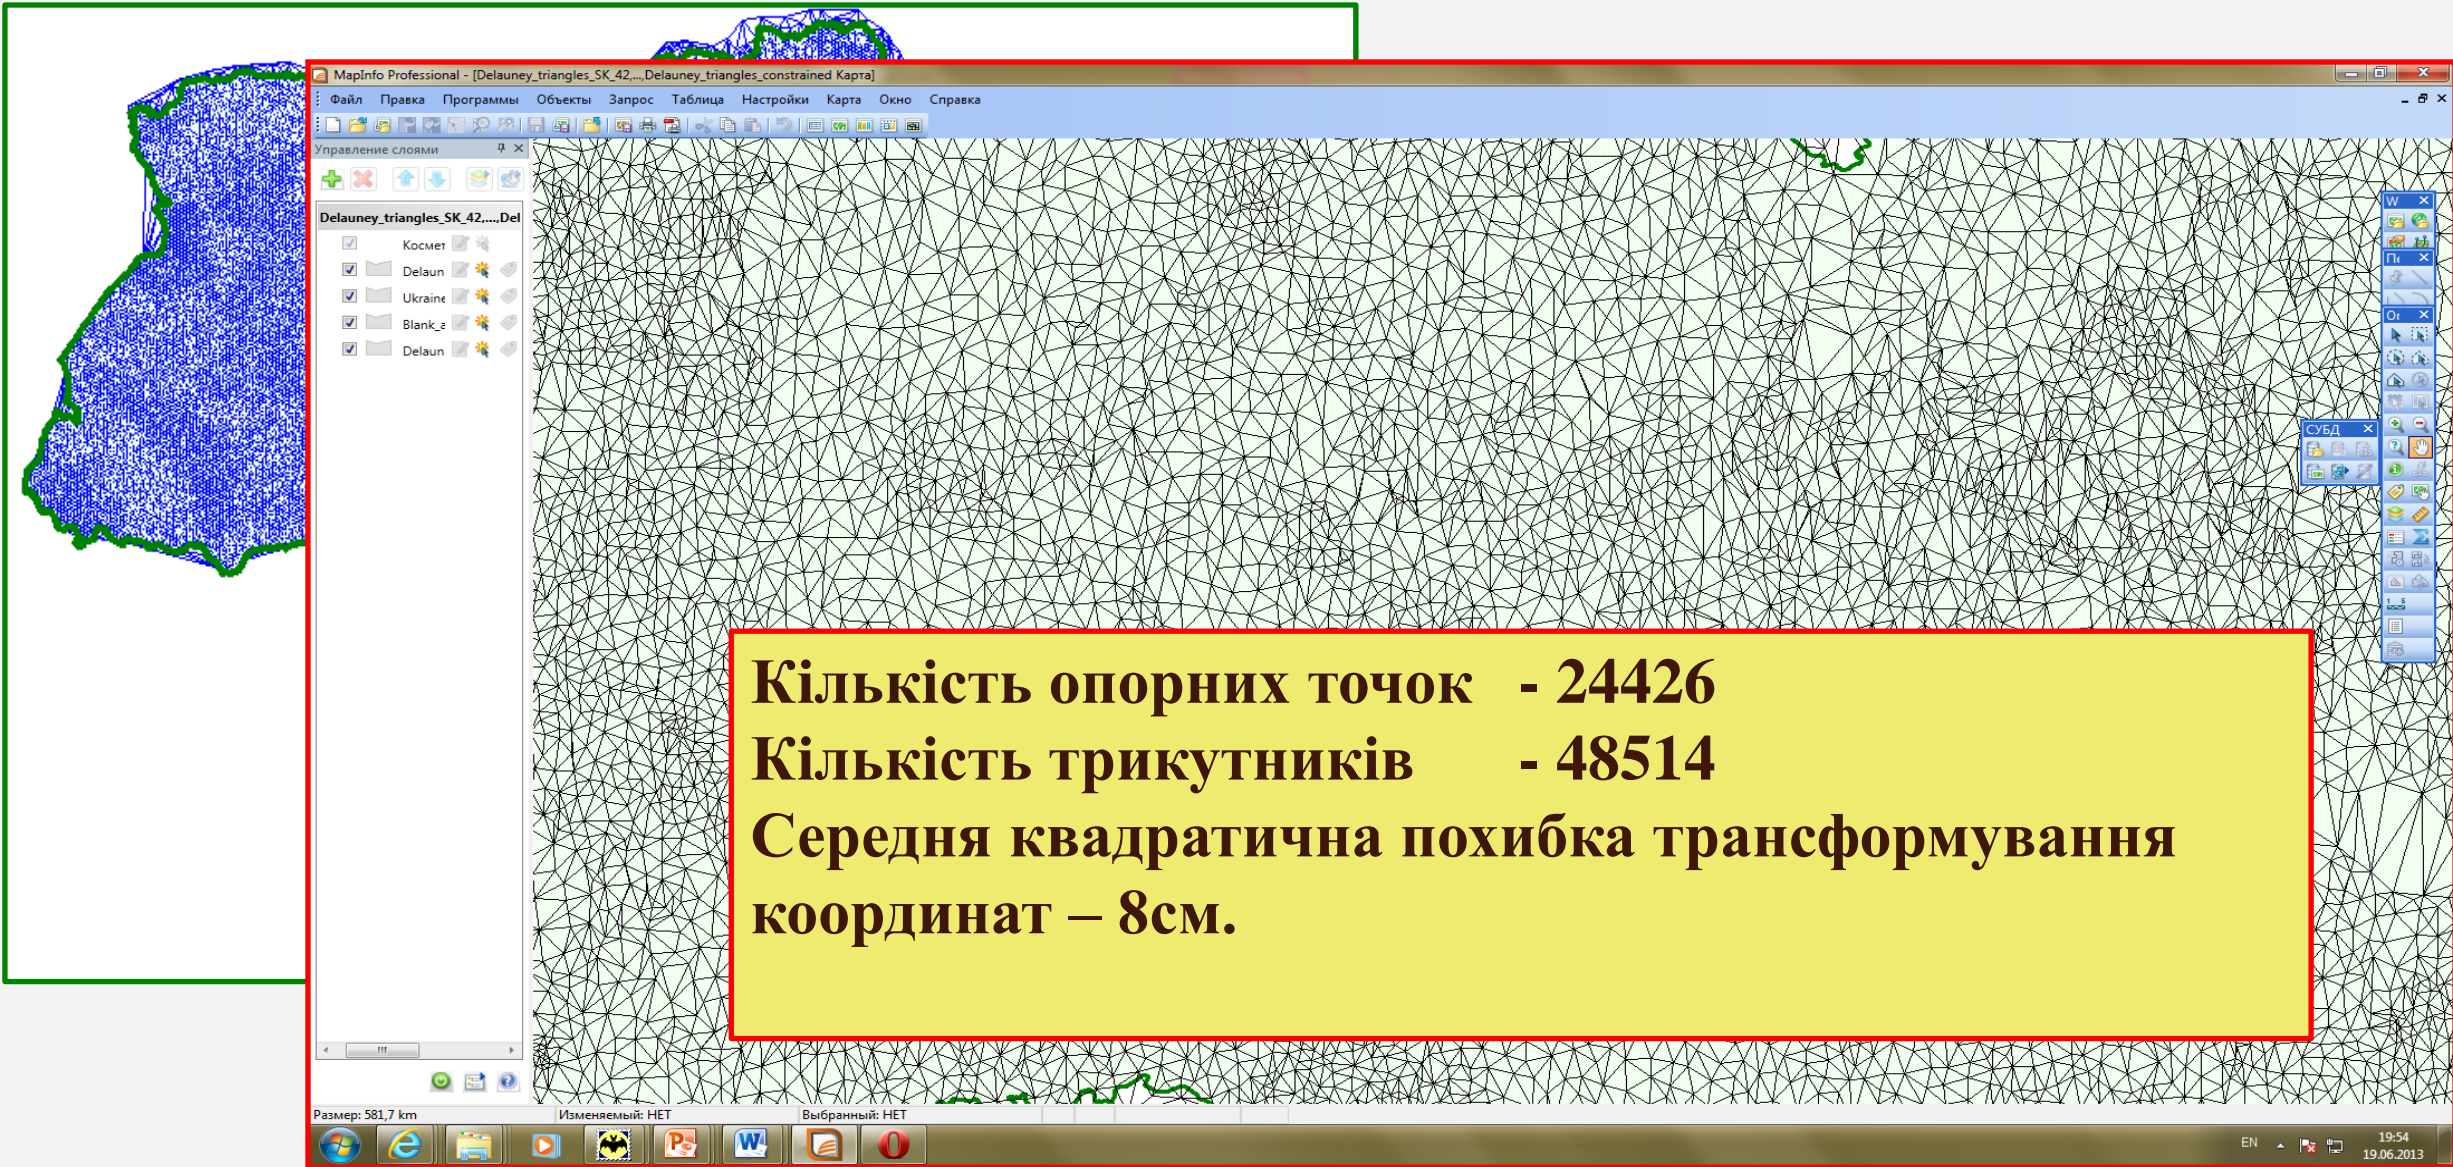 MapInfo Professional - [Delauney_triangles_SK_42,...,Delauney_triangles_constrained Карта]
Файл Правка Программы Объекты Запрос Таблица Настройки Карта Окно Справка
Управление слоями
Delauney_triangles_SK_42,...,Del
Космет
Delaun
Ukraine
Blank_a
Delaun
W
Пе
Ог
СУБД
Кількість опорних точок - 24426
Кількість трикутників - 48514
Середня квадратична похибка трансформування
координат – 8см.
Размер: 581,7 km Изменяемый: НЕТ Выбранный: НЕТ
EN
19:54
19.06.2013